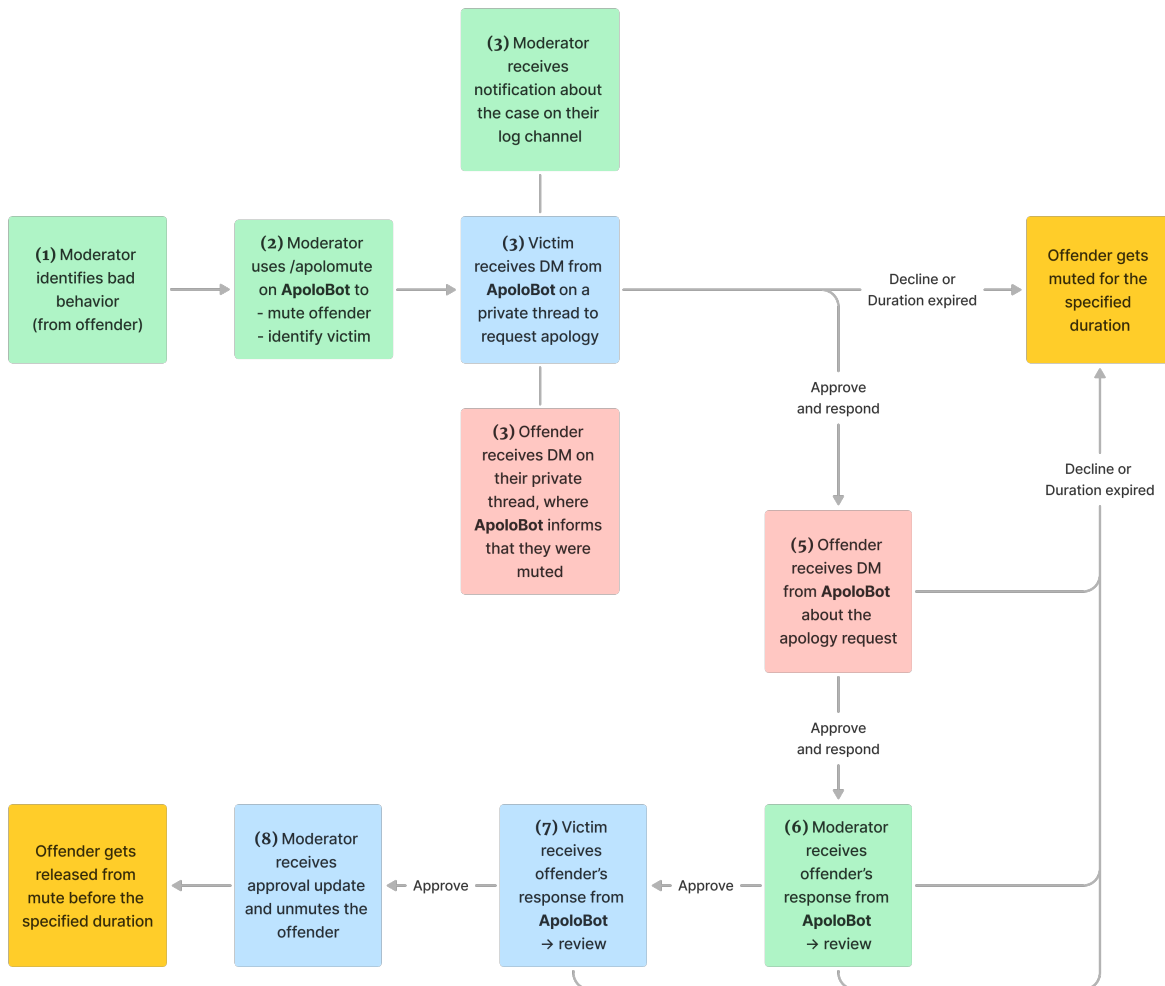 (3) Moderator
receives
notification about
the case on their
log channel
(1) Moderator
identifies bad
behavior
(from offender)
(2) Moderator
uses /apolomute
on ApoloBot to
- mute offender
- identify victim
(3) Victim
receives DM from
ApoloBot on a
private thread to
request apology
Decline or
Duration expired
Offender gets
muted for the
specified
duration
Approve
and respond
(3) Offender
receives DM on
their private
thread, where
ApoloBot informs
that they were
muted
Decline or
Duration expired
(5) Offender
receives DM
from ApoloBot
about the
apology request
Approve
and respond
Offender gets
released from
mute before the
specified duration
(8) Moderator
receives
approval update
and unmutes the
offender
Approve
(7) Victim
receives
offender's
response from
ApoloBot
→ review
Approve
(6) Moderator
receives
offender's
response from
ApoloBot
→ review